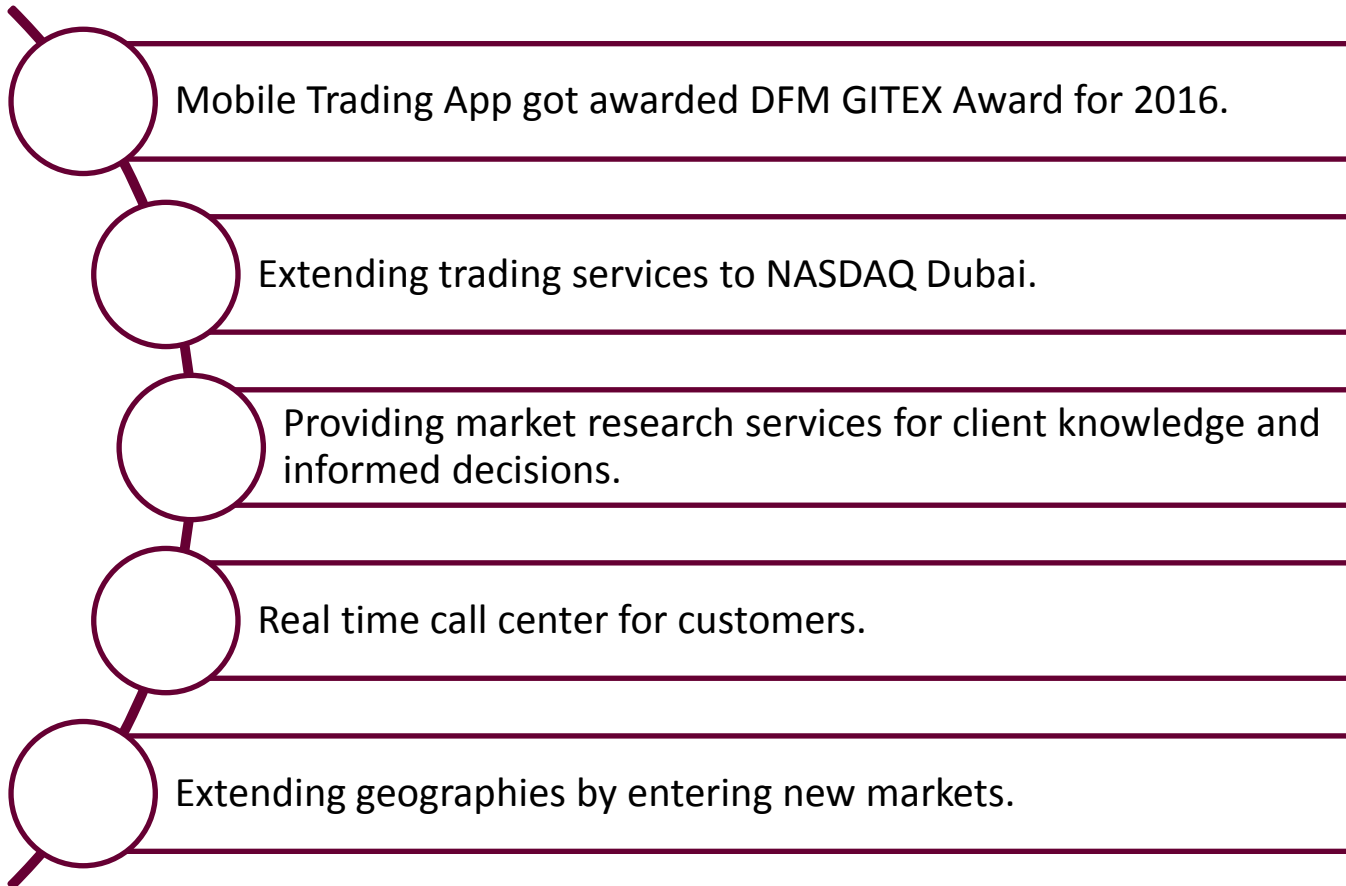 Mobile Trading App got awarded DFM GITEX Award for 2016.
Extending trading services to NASDAQ Dubai.
Providing market research services for client knowledge and
informed decisions.
Real time call center for customers.
Extending geographies by entering new markets.